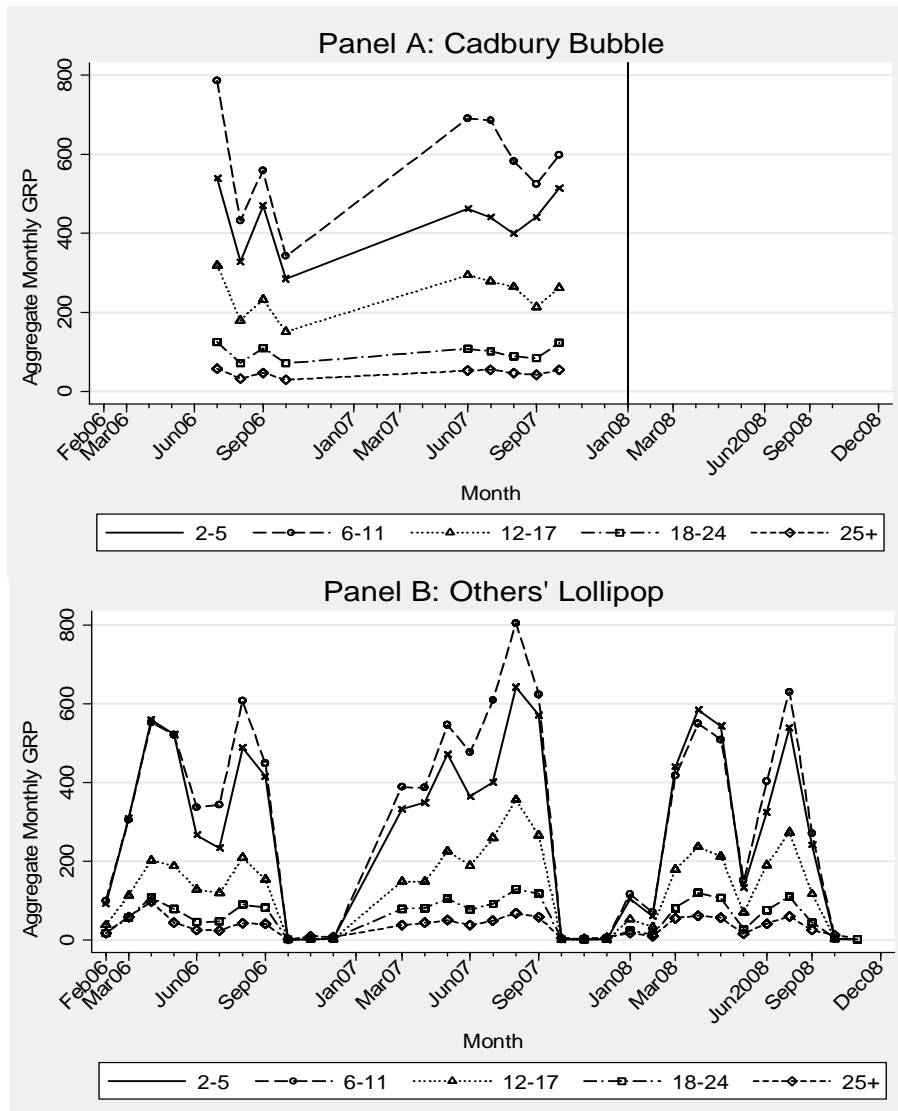 Panel A: Cadbury Bubble
Aggregate Monthly GRP
800
600
400
200
0
Feb06 Mar06 Jun06 Sep06 Jan07 Mar07 Jun07 Sep07 Jan08 Mar08 Jun2008 Sep08 Dec08
Month
2-5 6-11 12-17 18-24 25+
Panel B: Others' Lollipop
Aggregate Monthly GRP
800
600
400
200
0
Feb06 Mar06 Jun06 Sep06 Jan07 Mar07 Jun07 Sep07 Jan08 Mar08 Jun2008 Sep08 Dec08
Month
2-5 6-11 12-17 18-24 25+